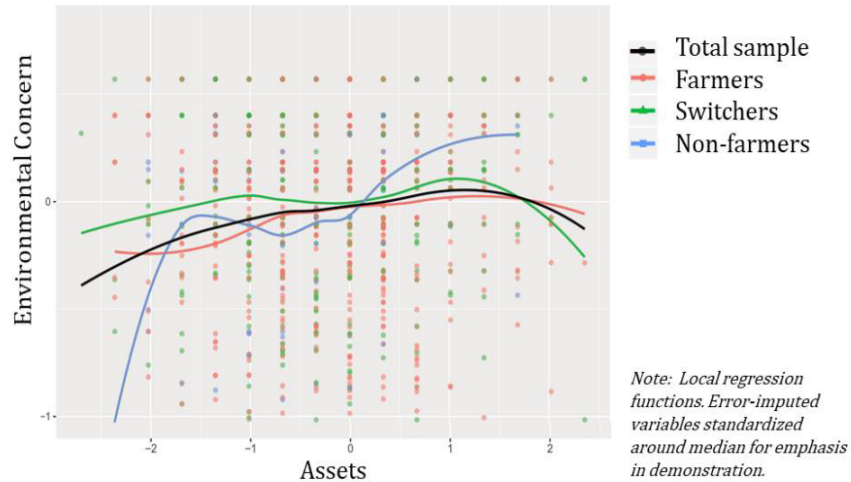 Environmental Concern
0
-1
-2
-1
0
1
2
Assets
Total sample
Farmers
Switchers
Non-farmers
Note: Local regression
functions. Error-imputed
variables standardized
around median for emphasis
in demonstration.